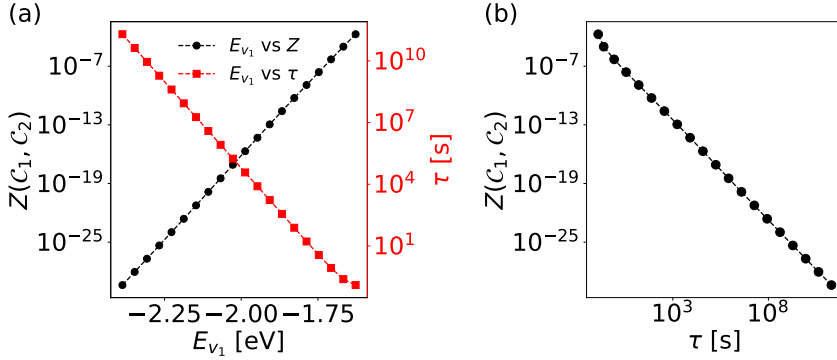 (a)
E_{v_1} vs Z
E_{v_1} vs τ
Z(𝒞_1, 𝒞_2)
10^{−7}
10^{−13}
10^{−19}
10^{−25}
−2.25
−2.00
−1.75
E_{v_1} [eV]
10^{10}
10^{7}
10^{4}
10^{1}
τ [s]
(b)
Z(𝒞_1, 𝒞_2)
10^{−7}
10^{−13}
10^{−19}
10^{−25}
10^{3}
10^{8}
τ [s]